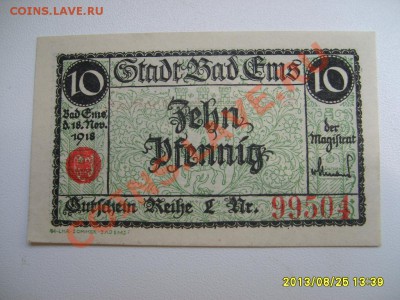 COINS.ЛАВЕ.RU
10 Stadt Bad Ems 10
Bad Ems,
d. 18. Nov.
1918
Zehn
Pfennig
der
Magistrat
Gutschein Reihe L Nr. 99504
2013/08/25 13:39